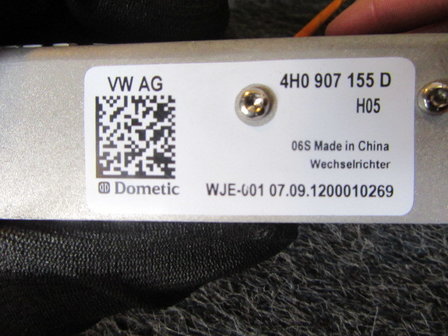 VW AG
4H0 907 155 D
H05
06S Made in China
Wechselrichter
Dometic
WJE-001 07.09.1200010269